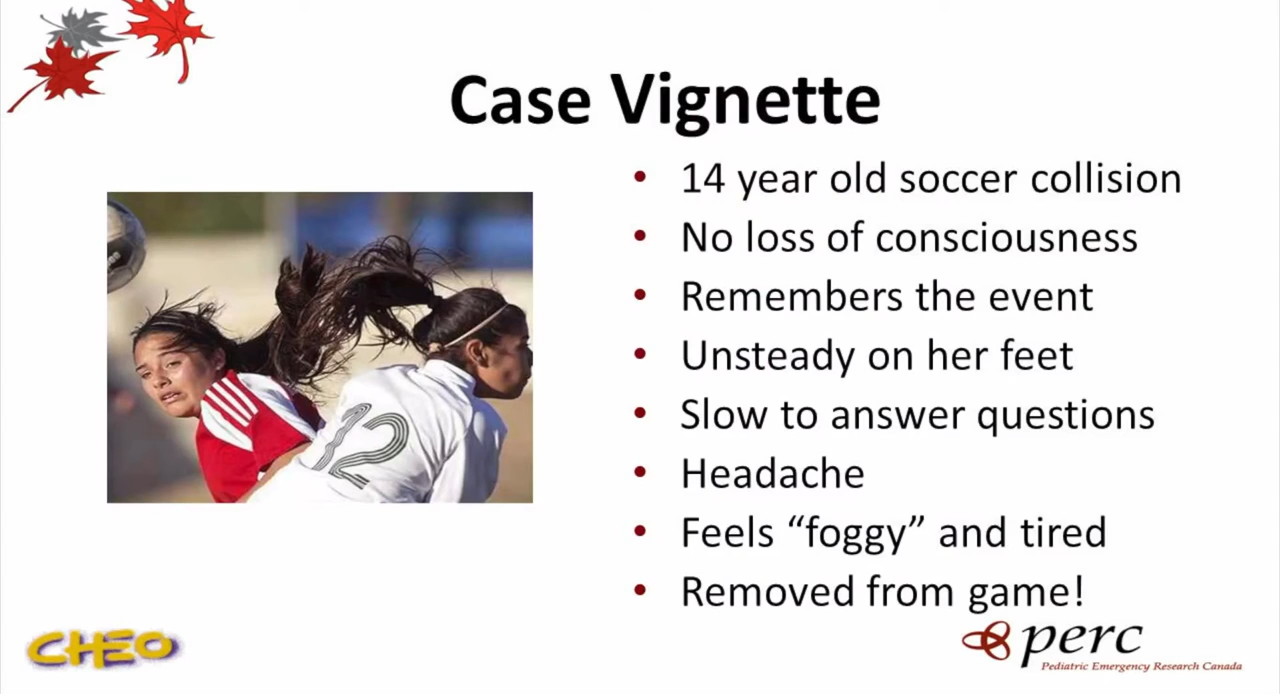 Case Vignette
• 14 year old soccer collision
• No loss of consciousness
• Remembers the event
• Unsteady on her feet
• Slow to answer questions
• Headache
• Feels “foggy” and tired
• Removed from game!
12
CHEO
perc
Pediatric Emergency Research Canada